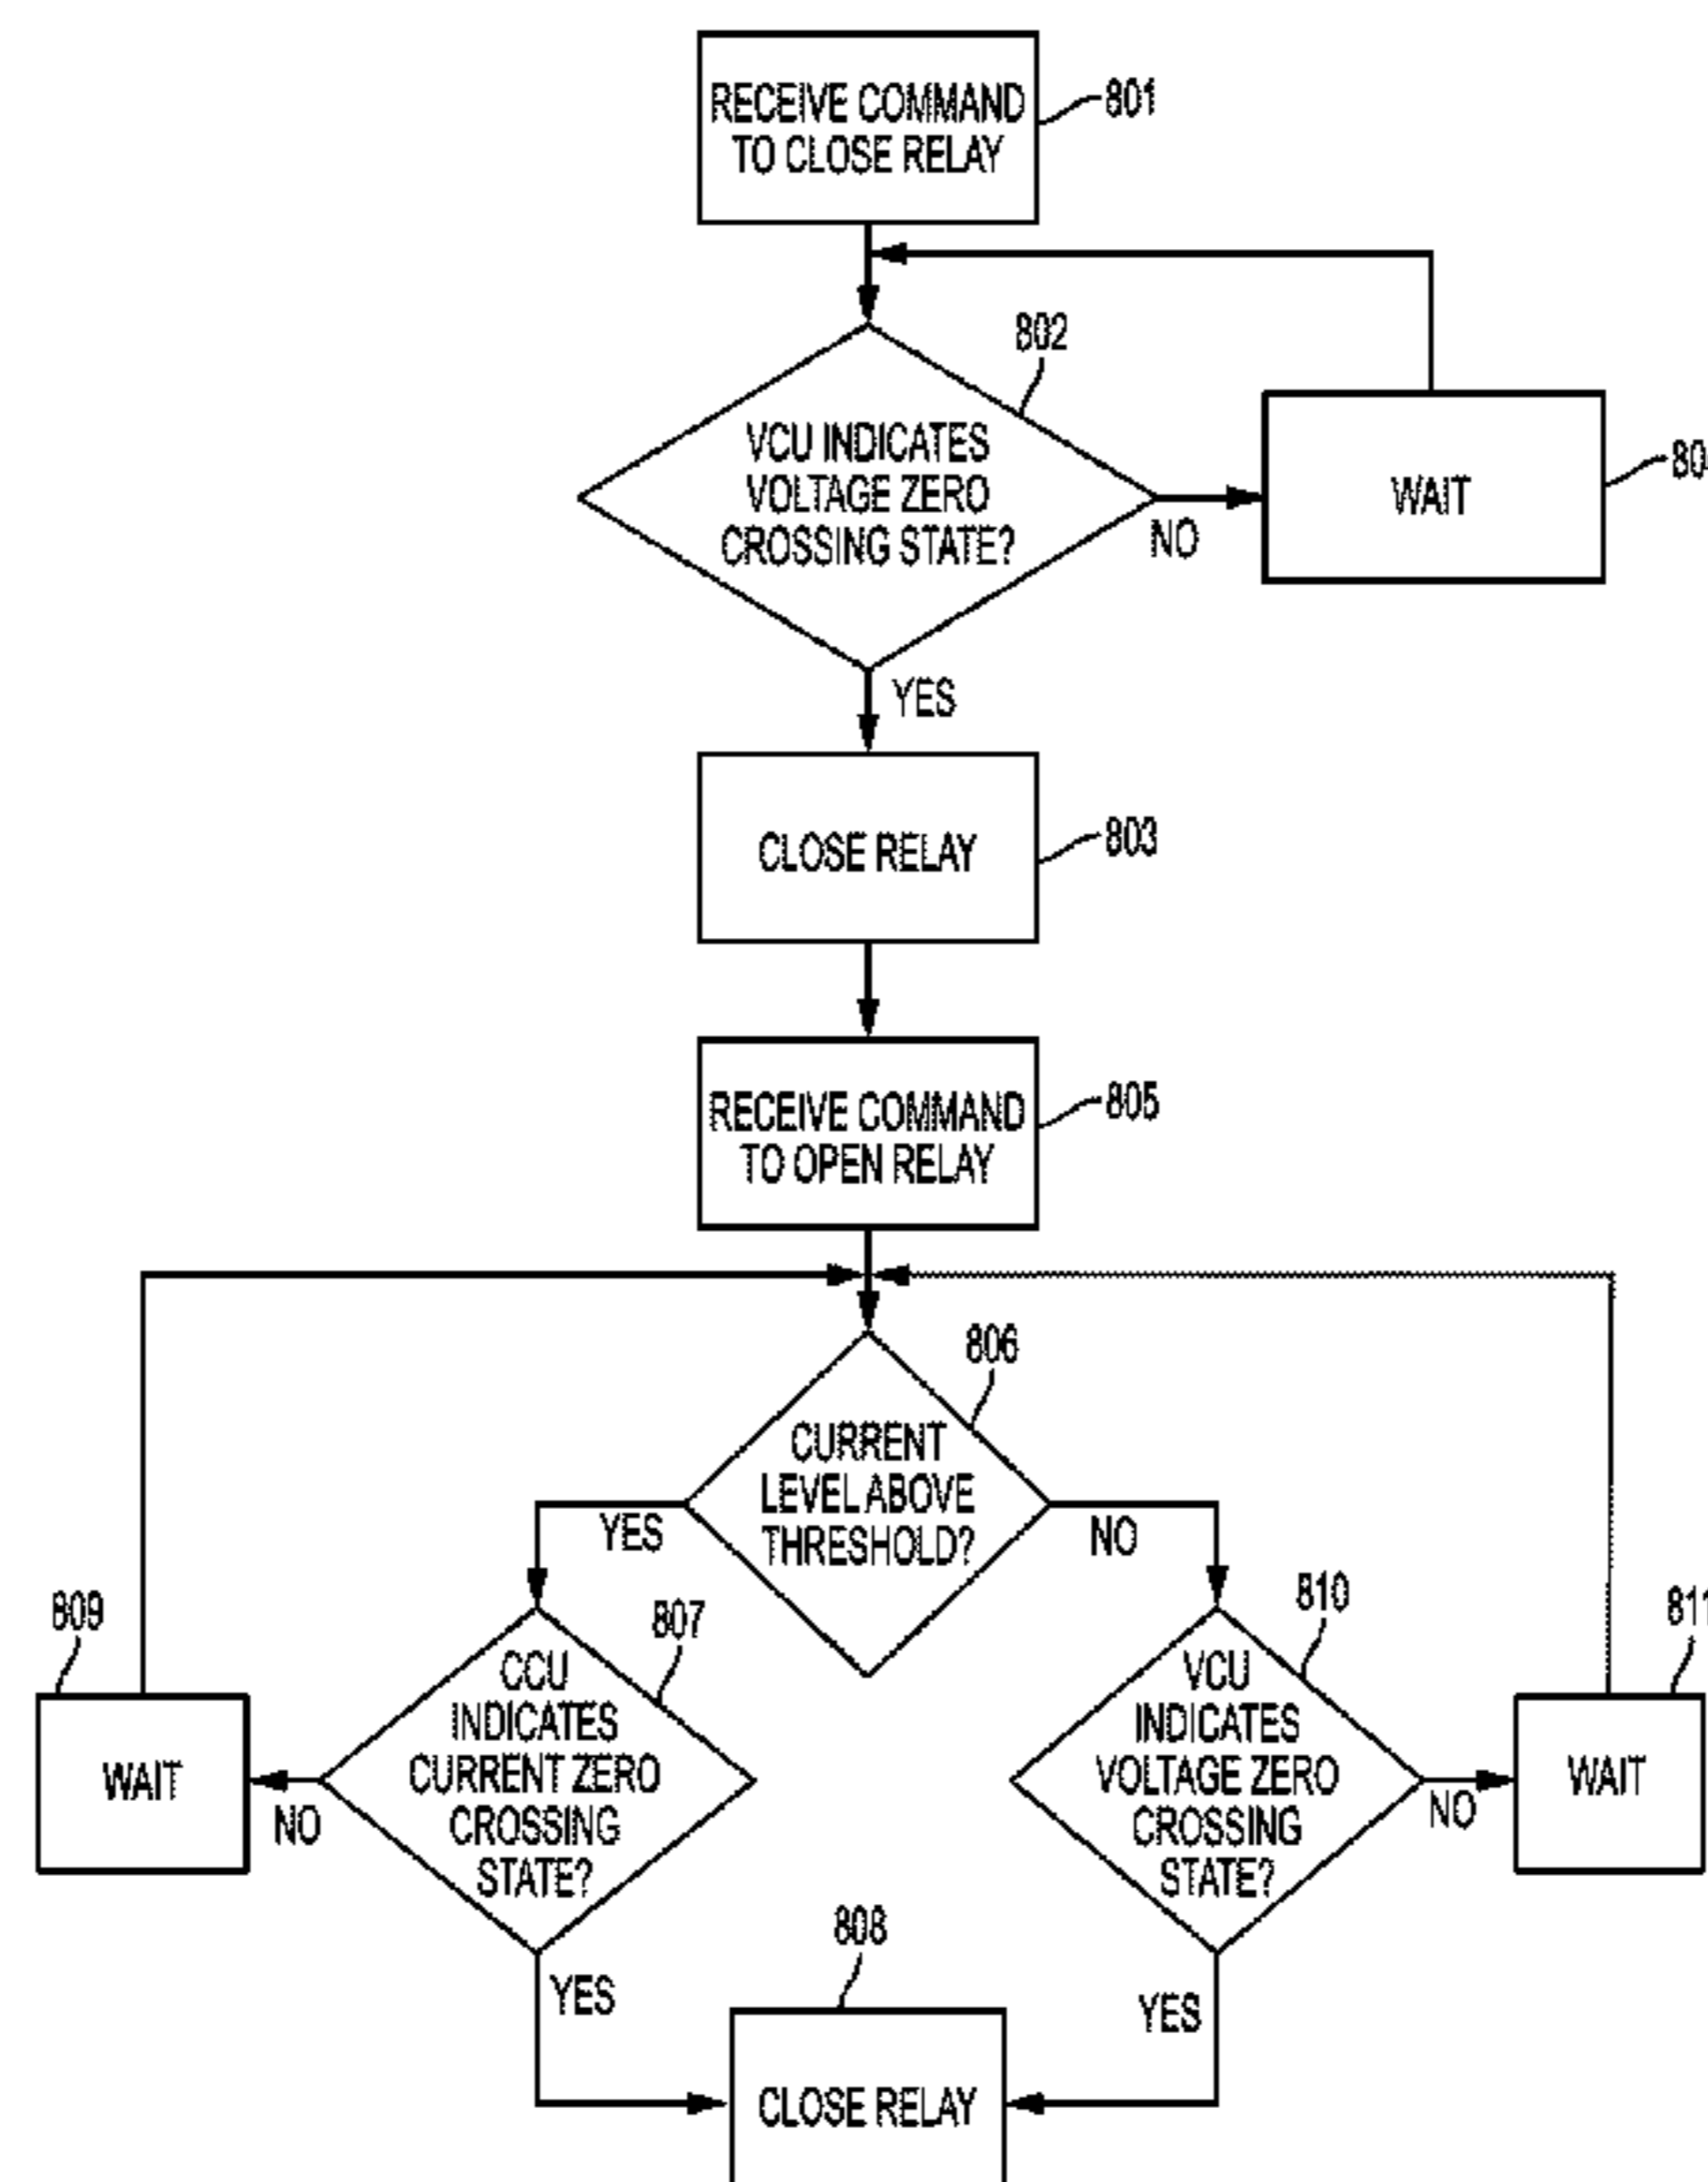 RECEIVE COMMAND
TO CLOSE RELAY
801
802
VCU INDICATES
VOLTAGE ZERO
CROSSING STATE?
NO
WAIT
YES
CLOSE RELAY
803
RECEIVE COMMAND
TO OPEN RELAY
805
806
CURRENT
LEVEL ABOVE
THRESHOLD?
YES
NO
809
WAIT
NO
807
CCU
INDICATES
CURRENT ZERO
CROSSING
STATE?
YES
810
VCU
INDICATES
VOLTAGE ZERO
CROSSING
STATE?
NO
YES
811
WAIT
808
CLOSE RELAY